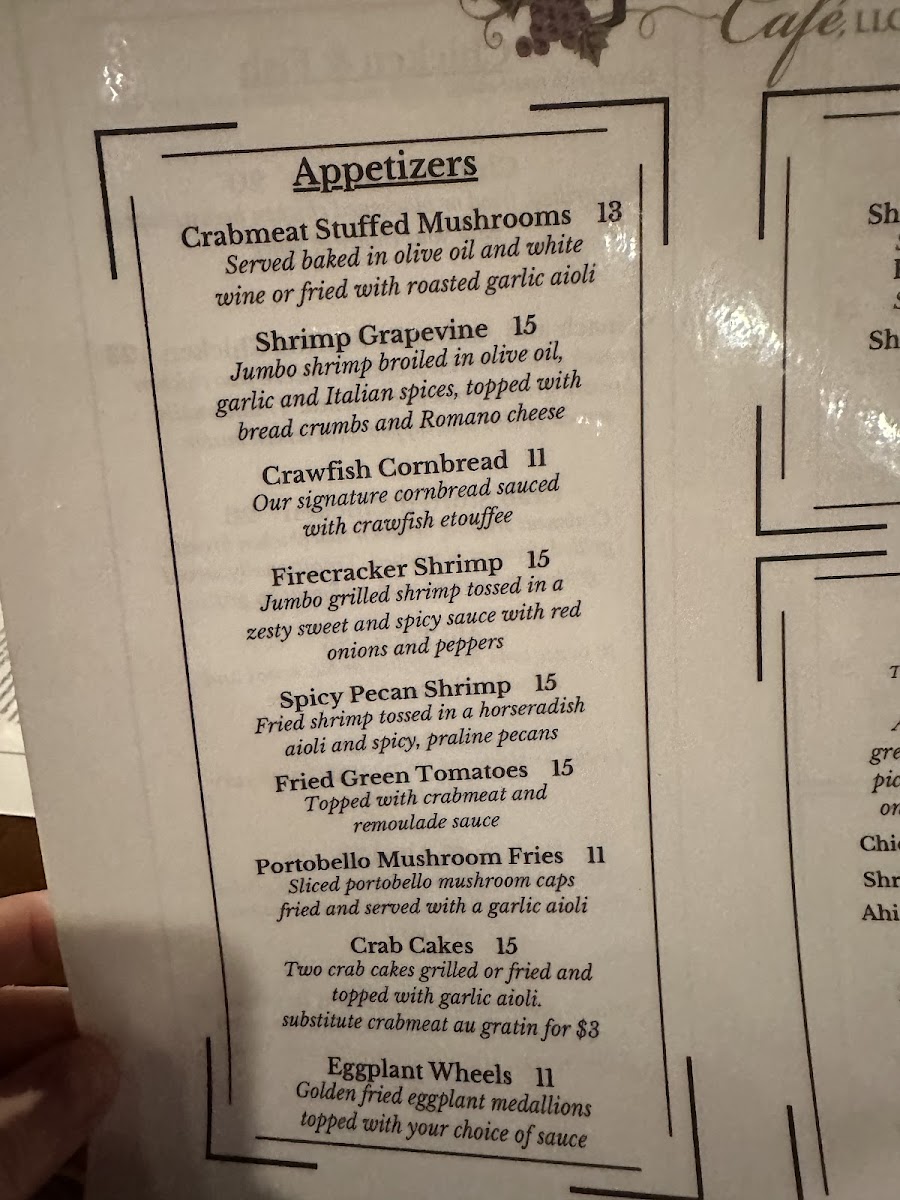 Café, LLC
Appetizers
Crabmeat Stuffed Mushrooms 13
Served baked in olive oil and white
wine or fried with roasted garlic aioli
Shrimp Grapevine 15
Jumbo shrimp broiled in olive oil,
garlic and Italian spices, topped with
bread crumbs and Romano cheese
Crawfish Cornbread 11
Our signature cornbread sauced
with crawfish etouffee
Firecracker Shrimp 15
Jumbo grilled shrimp tossed in a
zesty sweet and spicy sauce with red
onions and peppers
Spicy Pecan Shrimp 15
Fried shrimp tossed in a horseradish
aioli and spicy, praline pecans
Fried Green Tomatoes 15
Topped with crabmeat and
remoulade sauce
Portobello Mushroom Fries 11
Sliced portobello mushroom caps
fried and served with a garlic aioli
Crab Cakes 15
Two crab cakes grilled or fried and
topped with garlic aioli.
substitute crabmeat au gratin for $3
Eggplant Wheels 11
Golden fried eggplant medallions
topped with your choice of sauce
Sh
Sh
gre
pic
on
Chi
Shr
Ahi